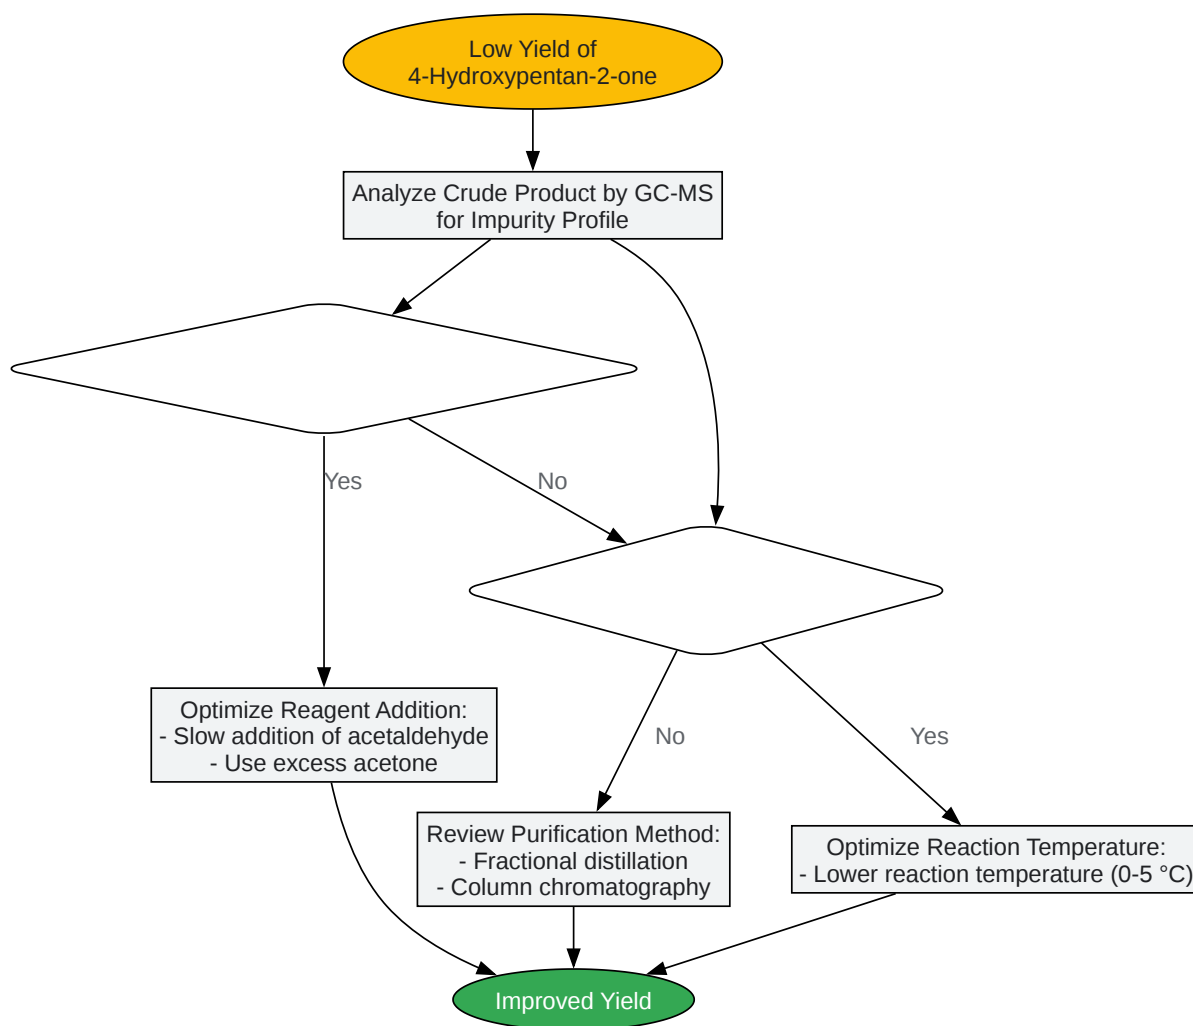 Low Yield of
4-Hydroxypentan-2-one
Analyze Crude Product by GC-MS
for Impurity Profile
Yes
No
Optimize Reagent Addition:
- Slow addition of acetaldehyde
- Use excess acetone
No
Yes
Review Purification Method:
- Fractional distillation
- Column chromatography
Optimize Reaction Temperature:
- Lower reaction temperature (0-5 °C)
Improved Yield